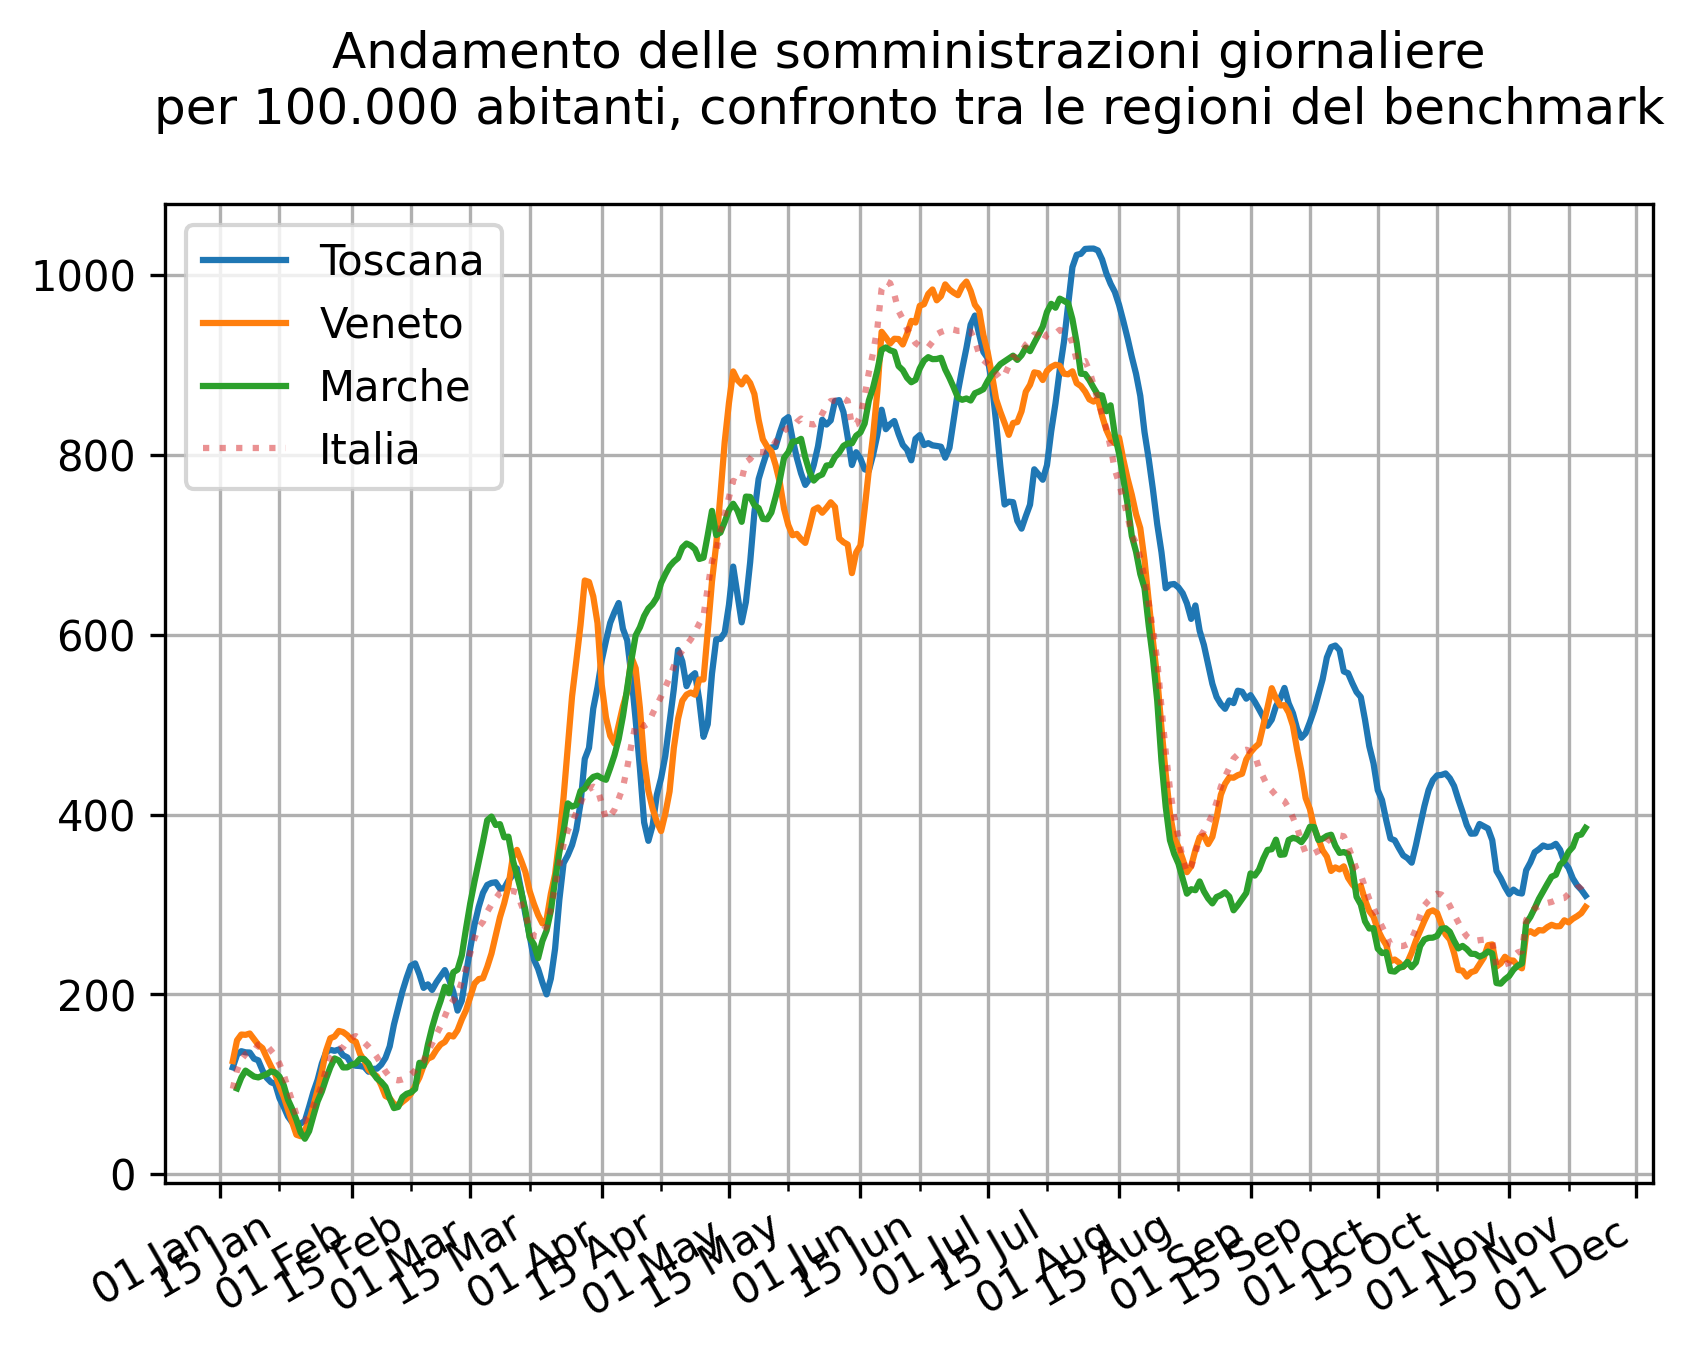 Andamento delle somministrazioni giornaliere
per 100.000 abitanti, confronto tra le regioni del benchmark
Toscana
Veneto
Marche
Italia
1000
800
600
400
200
0
01 Jan
15 Jan
01 Feb
15 Feb
01 Mar
15 Mar
01 Apr
15 Apr
01 May
15 May
01 Jun
15 Jun
01 Jul
15 Jul
01 Aug
15 Aug
01 Sep
15 Sep
01 Oct
15 Oct
01 Nov
15 Nov
01 Dec